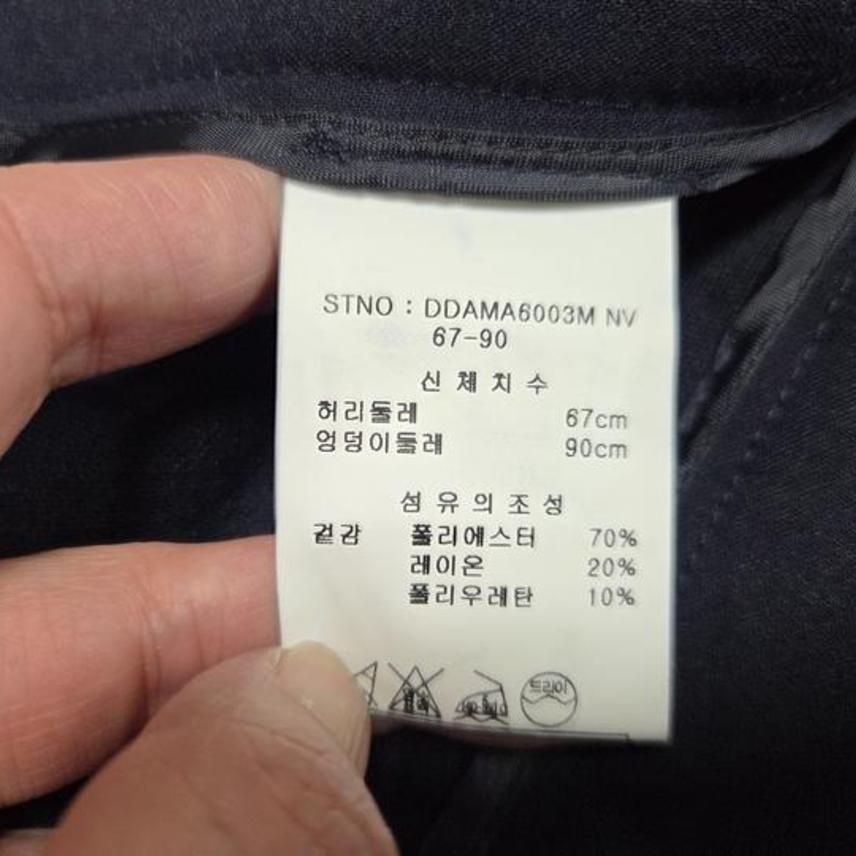 STNO : DDAMA6003M NV
67-90
신 체 치 수
허리둘레 67cm
엉덩이둘레 90cm
섬 유 의 조 성
겉감 폴리에스터 70%
레이온 20%
폴리우레탄 10%
드라이